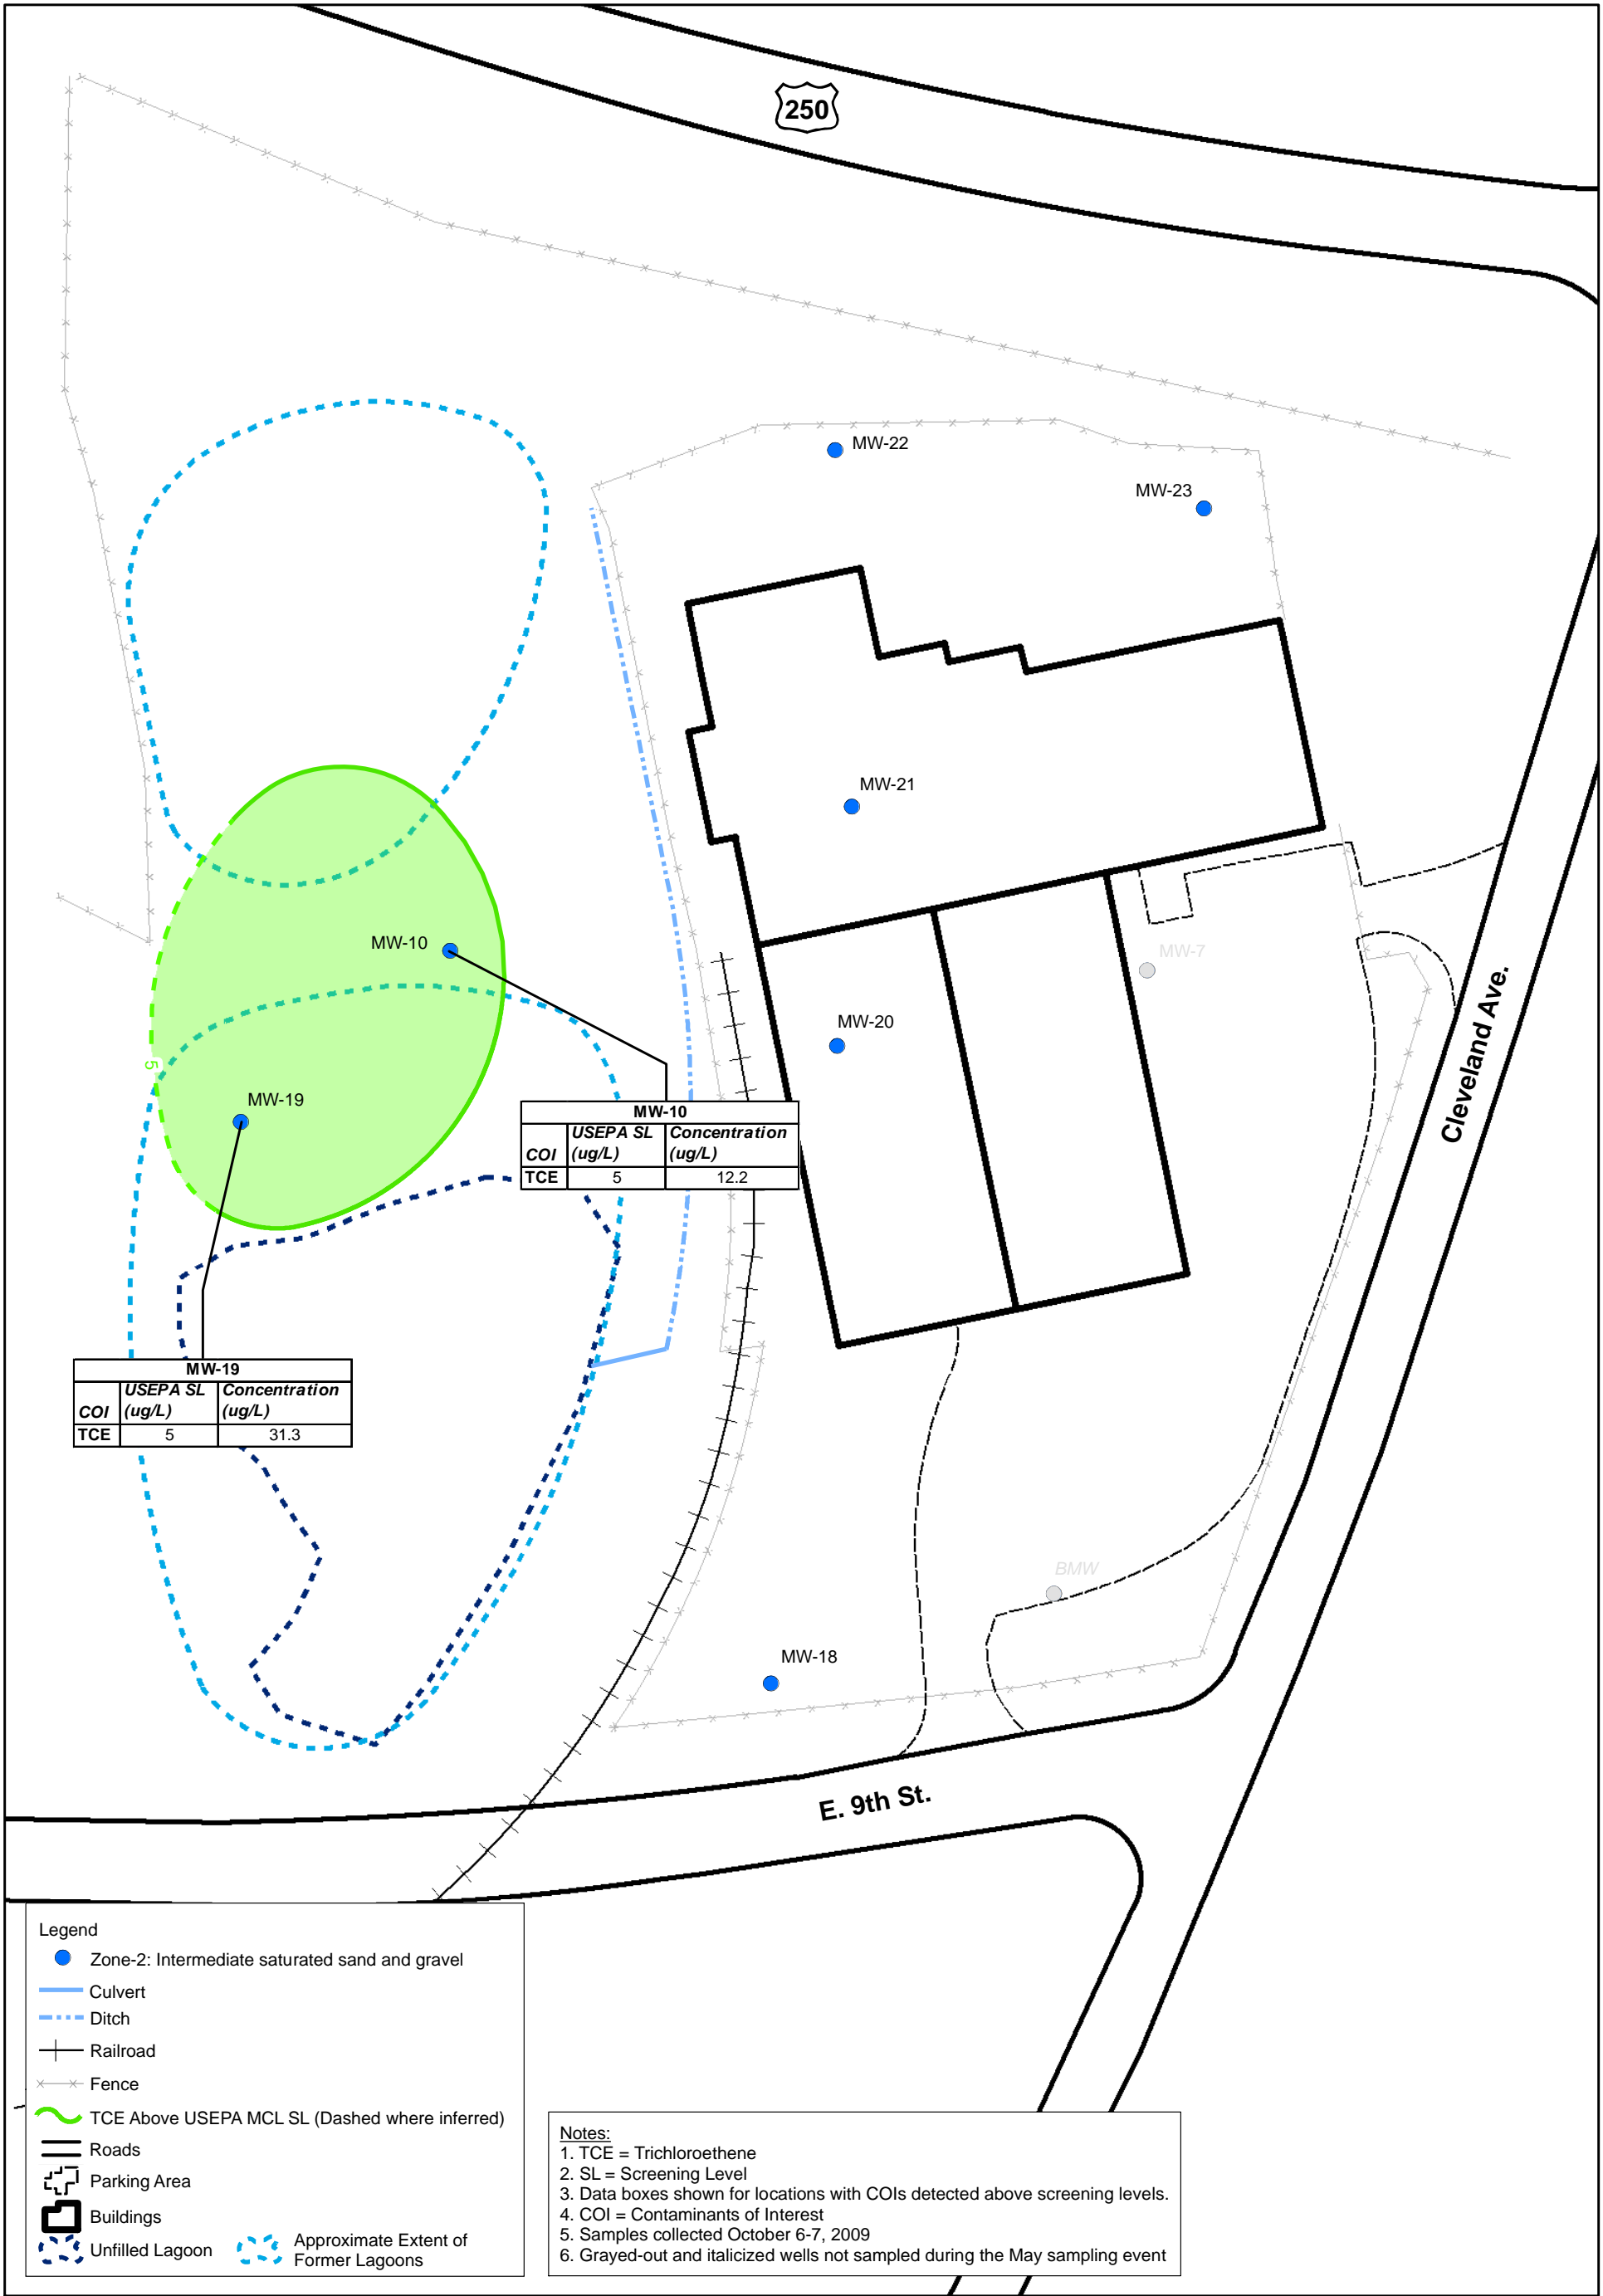 250
MW-22
MW-23
MW-21
MW-10
MW-7
MW-20
Cleveland Ave.
5
MW-19
MW-10
COI USEPA SL (ug/L) Concentration (ug/L)
TCE 5 12.2
MW-19
COI USEPA SL (ug/L) Concentration (ug/L)
TCE 5 31.3
BMW
MW-18
E. 9th St.
Legend
Zone-2: Intermediate saturated sand and gravel
Culvert
Ditch
Railroad
Fence
TCE Above USEPA MCL SL (Dashed where inferred)
Roads
Parking Area
Buildings
Unfilled Lagoon
Approximate Extent of
Former Lagoons
Notes:
1. TCE = Trichloroethene
2. SL = Screening Level
3. Data boxes shown for locations with COIs detected above screening levels.
4. COI = Contaminants of Interest
5. Samples collected October 6-7, 2009
6. Grayed-out and italicized wells not sampled during the May sampling event